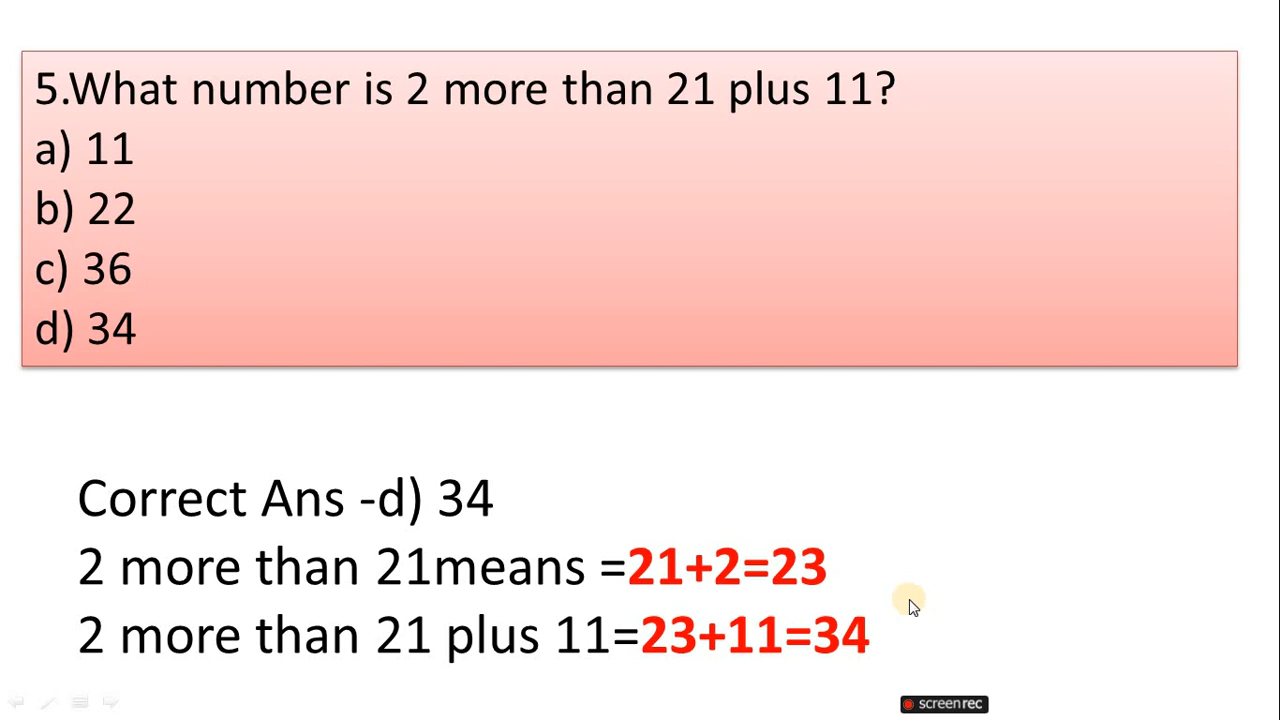 5.What number is 2 more than 21 plus 11?
a) 11
b) 22
c) 36
d) 34
Correct Ans -d) 34
2 more than 21means =21+2=23
2 more than 21 plus 11=23+11=34
screenrec